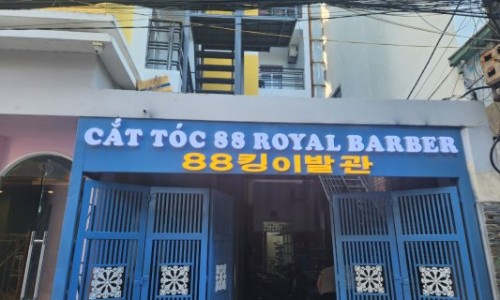 CẮT TÓC 88 ROYAL BARBER
88킹이발관